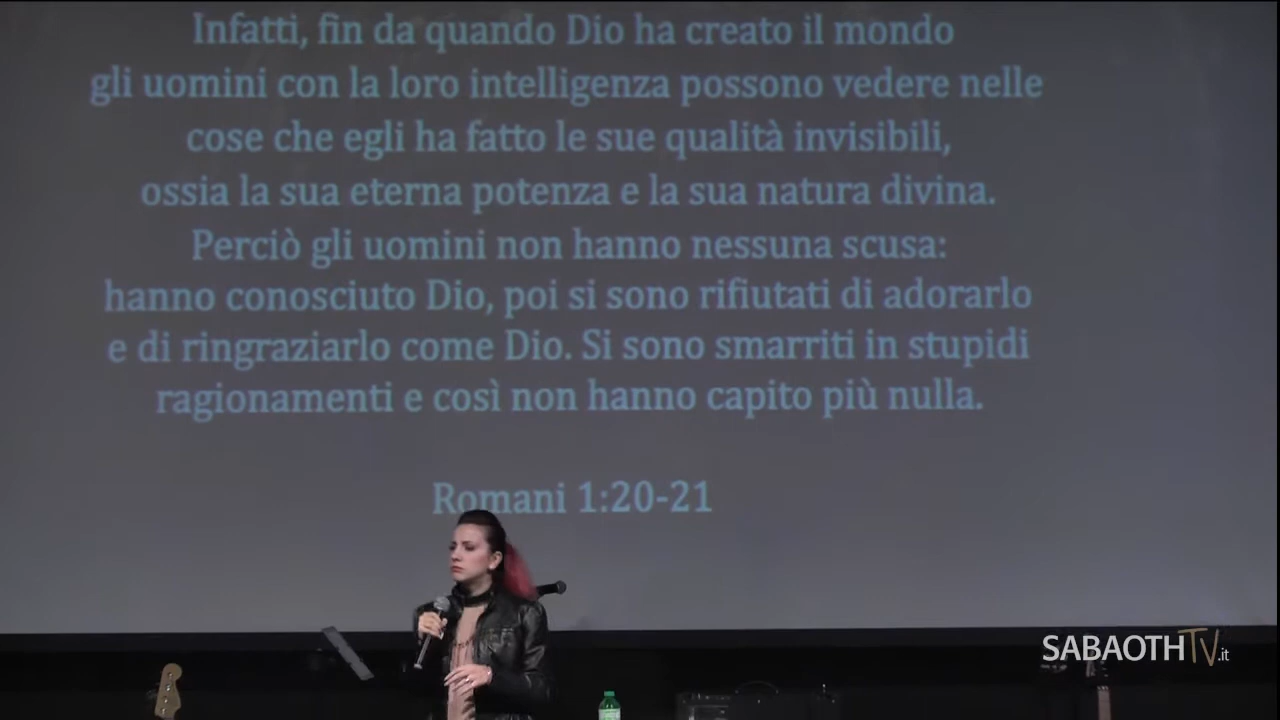 Infatti, fin da quando Dio ha creato il mondo
gli uomini con la loro intelligenza possono vedere nelle
cose che egli ha fatto le sue qualità invisibili,
ossia la sua eterna potenza e la sua natura divina.
Perciò gli uomini non hanno nessuna scusa:
hanno conosciuto Dio, poi si sono rifiutati di adorarlo
e di ringraziarlo come Dio. Si sono smarriti in stupidi
ragionamenti e così non hanno capito più nulla.
Romani 1:20-21
SABAOTHTV.it